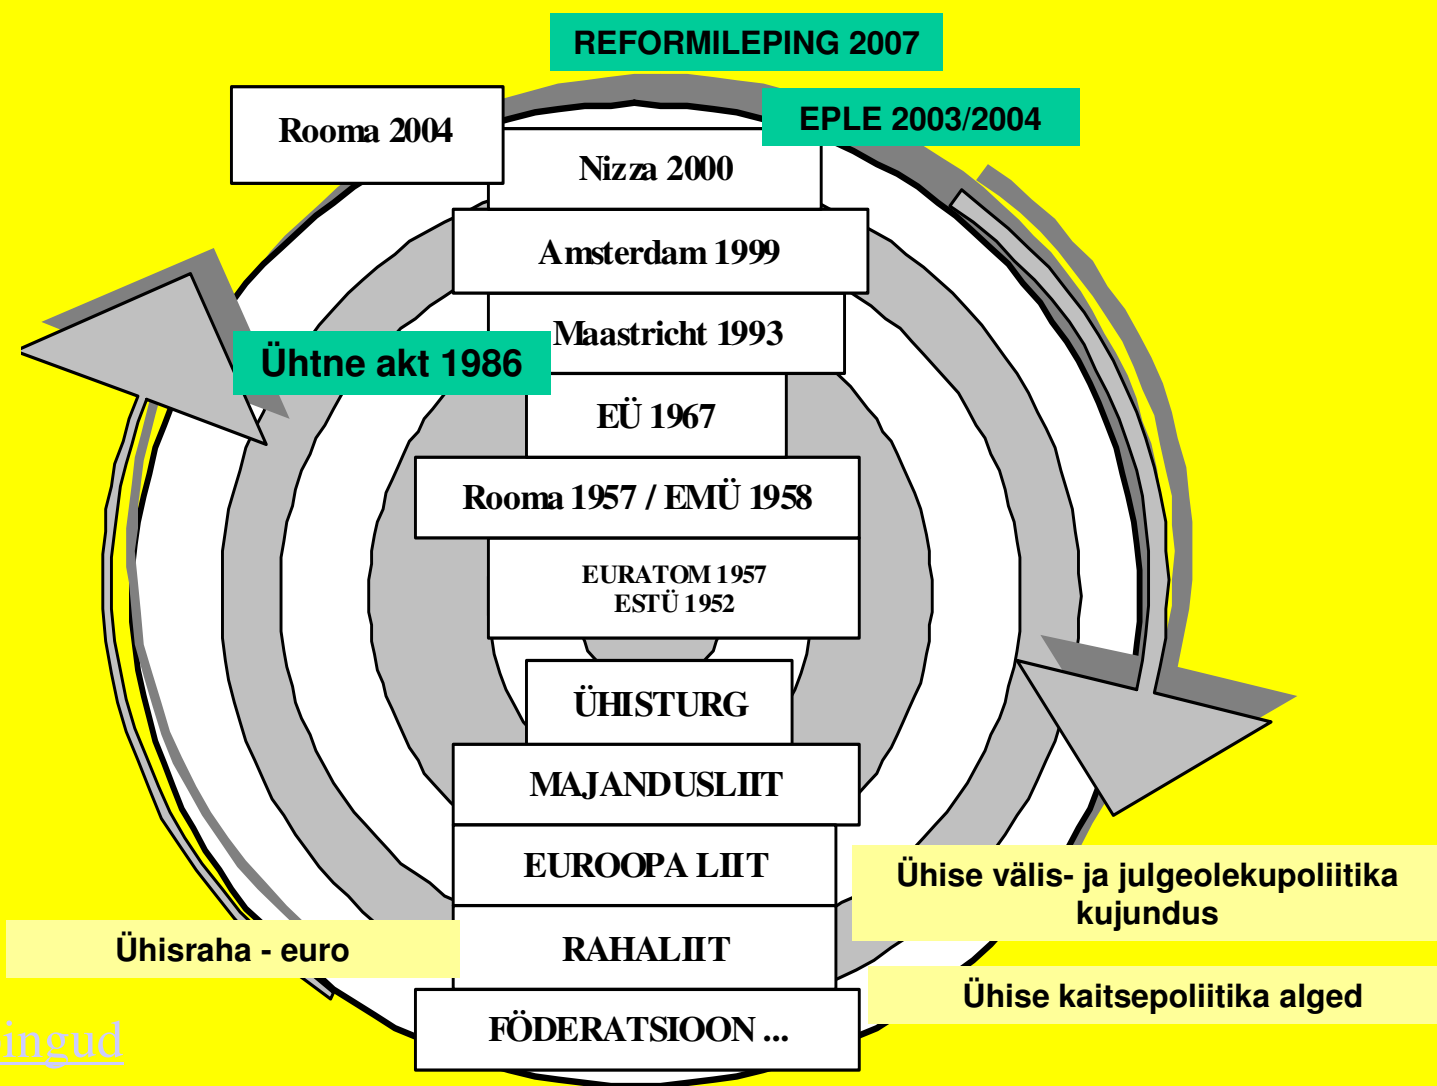 REFORMILEPING 2007
Rooma 2004
EPLE 2003/2004
Nizza 2000
Amsterdam 1999
Maastricht 1993
Ühtne akt 1986
EÜ 1967
Rooma 1957 / EMÜ 1958
EURATOM 1957
ESTÜ 1952
ÜHISTURG
MAJANDUSLIIT
EUROOPA LIIT
Ühise välis- ja julgeolekupoliitika
kujundus
Ühisraha - euro
RAHALIIT
Ühise kaitsepoliitika alged
FÖDERATSIOON ...